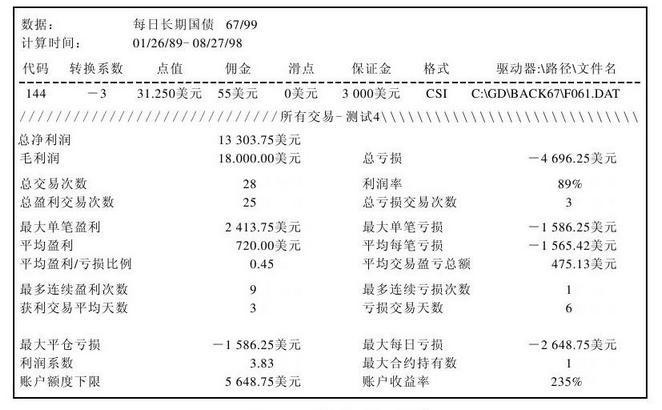 数据： 每日长期国债 67/99
计算时间： 01/26/89- 08/27/98
代码 转换系数 点值 佣金 滑点 保证金 格式 驱动器:\路径\文件名
144 －3 31.250美元 55美元 0美元 3 000美元 CSI C:\GD\BACK67\F061.DAT
/////////////////////////////所有交易- 测试4\\\\\\\\\\\\\\\\\\\\\\\\\\\\\
总净利润 13 303.75美元
毛利润 18.000.00美元 总亏损 －4 696.25美元
总交易次数 28 利润率 89%
总盈利交易次数 25 总亏损交易次数 3
最大单笔盈利 2 413.75美元 最大单笔亏损 －1 586.25美元
平均盈利 720.00美元 平均每笔亏损 －1 565.42美元
平均盈利/亏损比例 0.45 平均交易盈亏总额 475.13美元
最多连续盈利次数 9 最多连续亏损次数 1
获利交易平均天数 3 亏损交易天数 6
最大平仓亏损 －1 586.25美元 最大每日亏损 －2 648.75美元
利润系数 3.83 最大合约持有数 1
账户额度下限 5 648.75美元 账户收益率 235%